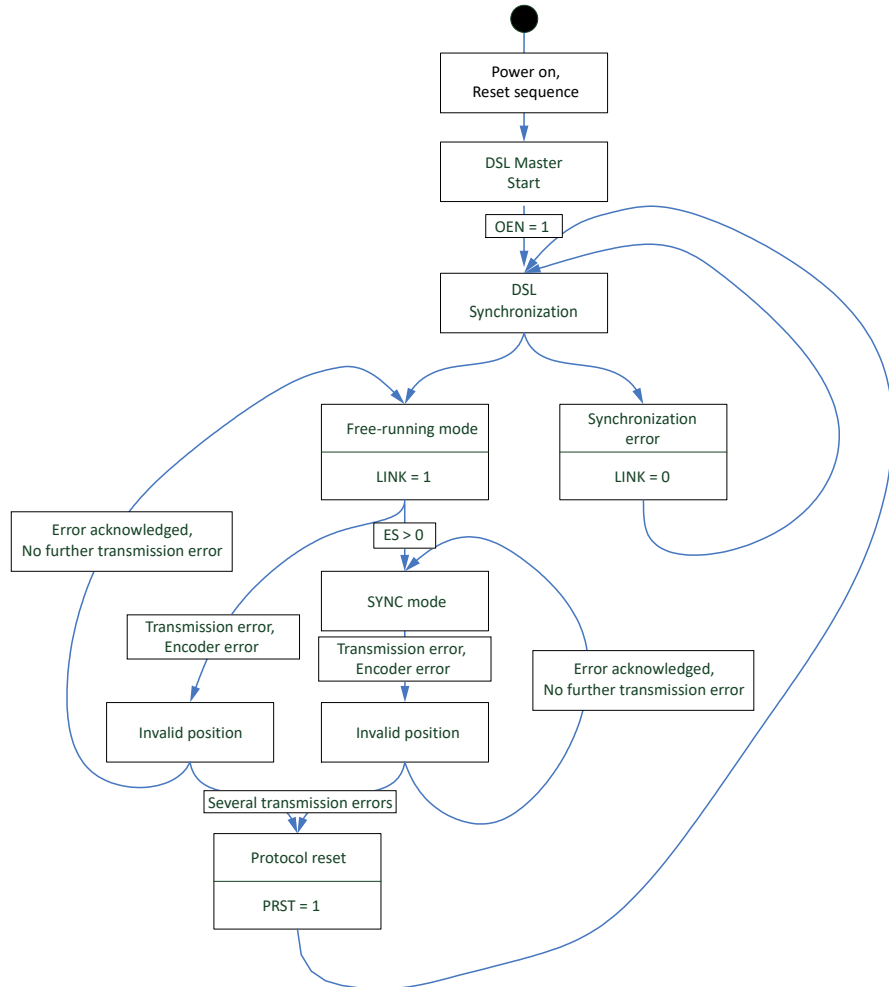 Power on,
Reset sequence
DSL Master
Start
OEN = 1
DSL
Synchronization
Free-running mode
LINK = 1
Synchronization
error
LINK = 0
Error acknowledged,
No further transmission error
ES > 0
SYNC mode
Transmission error,
Encoder error
Transmission error,
Encoder error
Error acknowledged,
No further transmission error
Invalid position
Invalid position
Several transmission errors
Protocol reset
PRST = 1